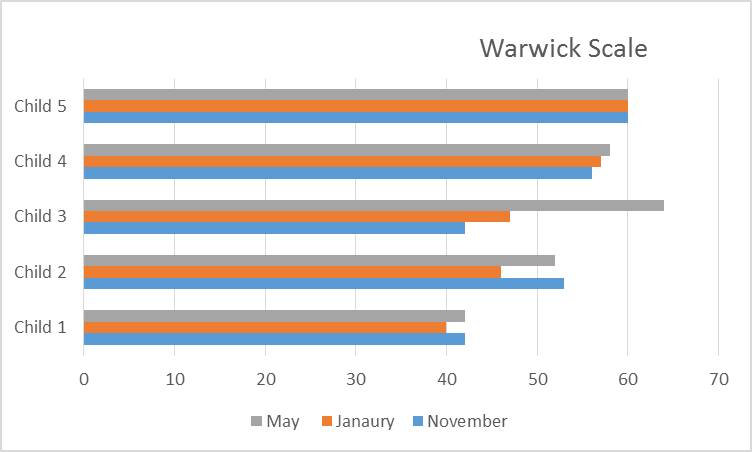 Warwick Scale
Child 5
Child 4
Child 3
Child 2
Child 1
0 10 20 30 40 50 60 70
May Janaury November